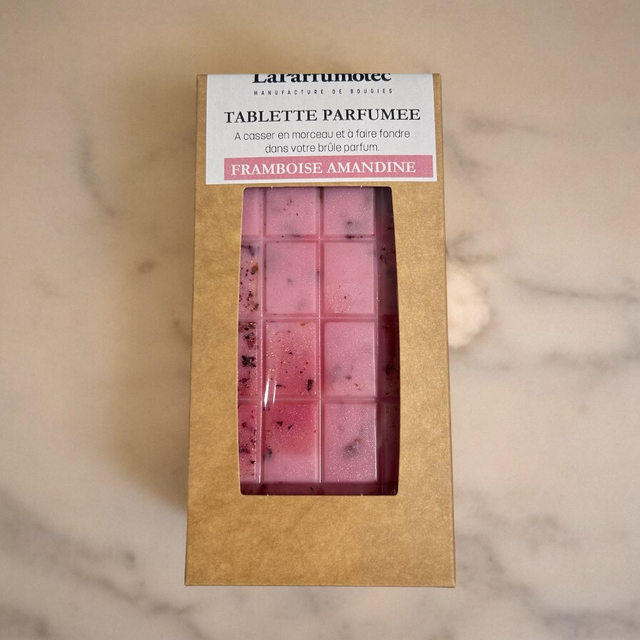 LaParfumotec
MANUFACTURE DE BOUGIES
TABLETTE PARFUMEE
A casser en morceau et à faire fondre
dans votre brûle parfum.
FRAMBOISE AMANDINE